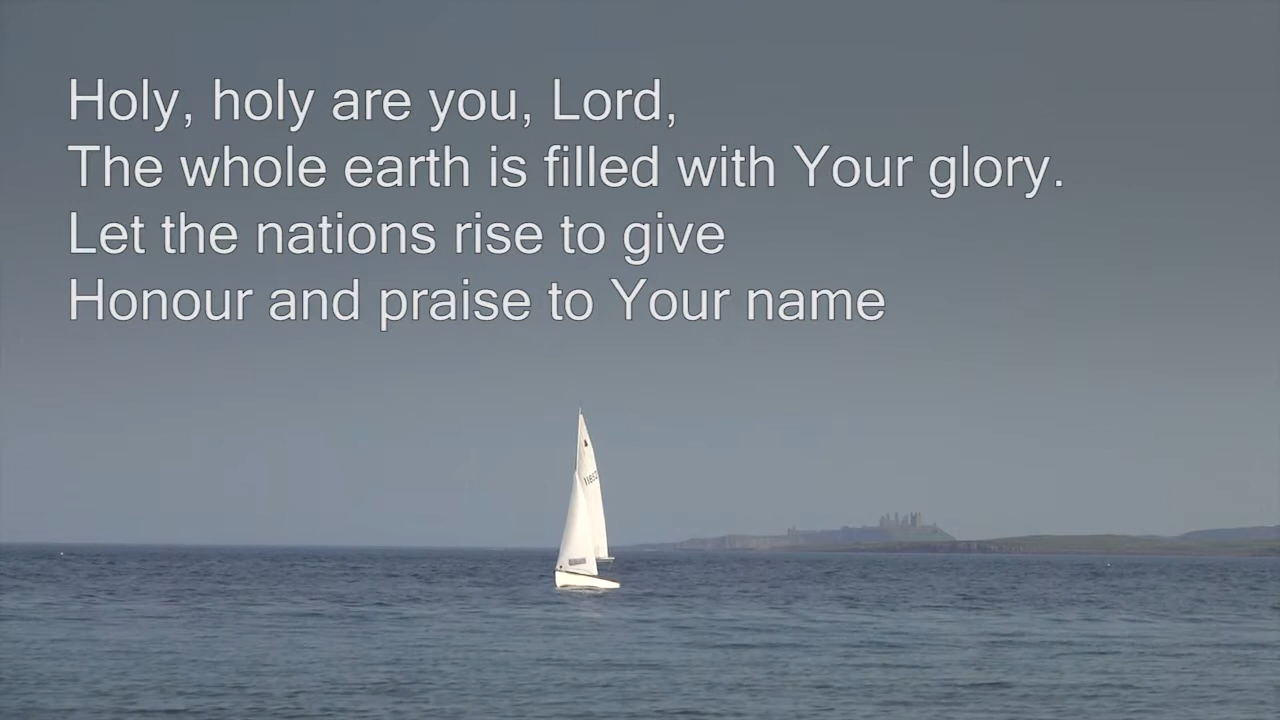 Holy, holy are you, Lord,
The whole earth is filled with Your glory.
Let the nations rise to give
Honour and praise to Your name